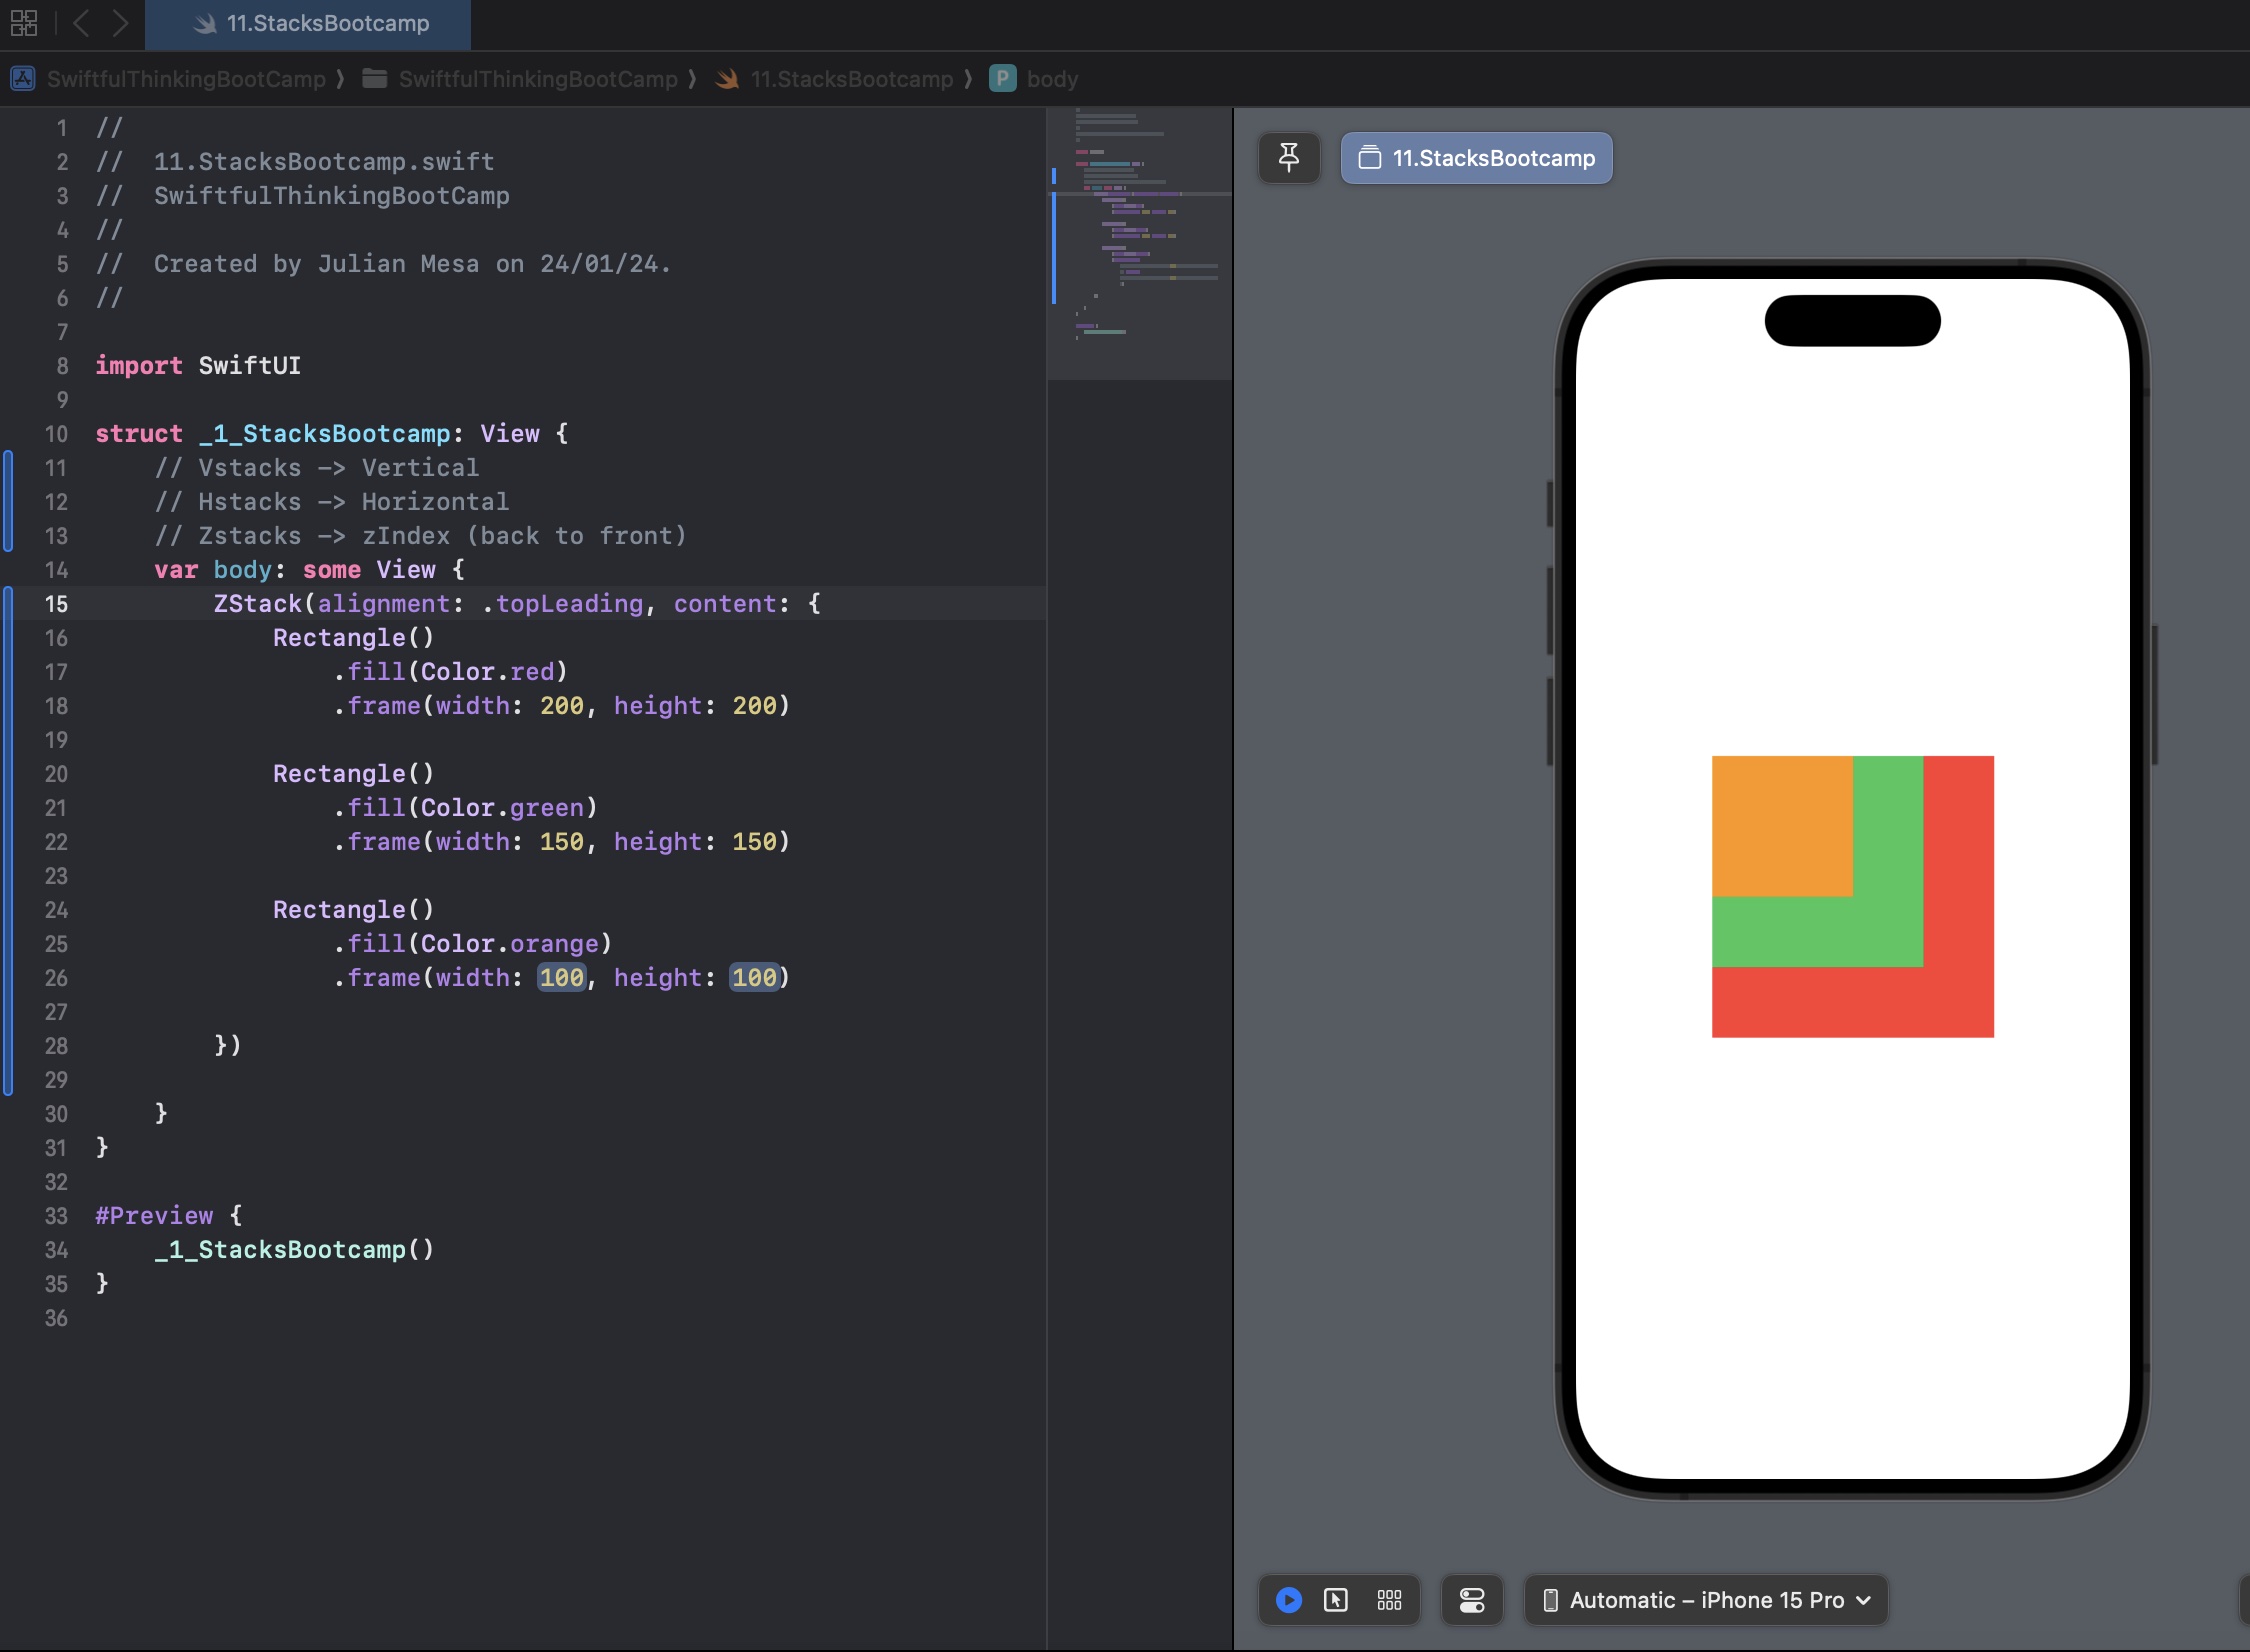 11.StacksBootcamp
SwiftfulThinkingBootCamp ⟩ SwiftfulThinkingBootCamp ⟩ 11.StacksBootcamp ⟩ P body
1 //
2 //  11.StacksBootcamp.swift
3 //  SwiftfulThinkingBootCamp
4 //
5 //  Created by Julian Mesa on 24/01/24.
6 //
7
8 import SwiftUI
9
10 struct _1_StacksBootcamp: View {
11     // Vstacks -> Vertical
12     // Hstacks -> Horizontal
13     // Zstacks -> zIndex (back to front)
14     var body: some View {
15         ZStack(alignment: .topLeading, content: {
16             Rectangle()
17                 .fill(Color.red)
18                 .frame(width: 200, height: 200)
19
20             Rectangle()
21                 .fill(Color.green)
22                 .frame(width: 150, height: 150)
23
24             Rectangle()
25                 .fill(Color.orange)
26                 .frame(width: 100, height: 100)
27
28         })
29
30     }
31 }
32
33 #Preview {
34     _1_StacksBootcamp()
35 }
36
11.StacksBootcamp
Automatic – iPhone 15 Pro